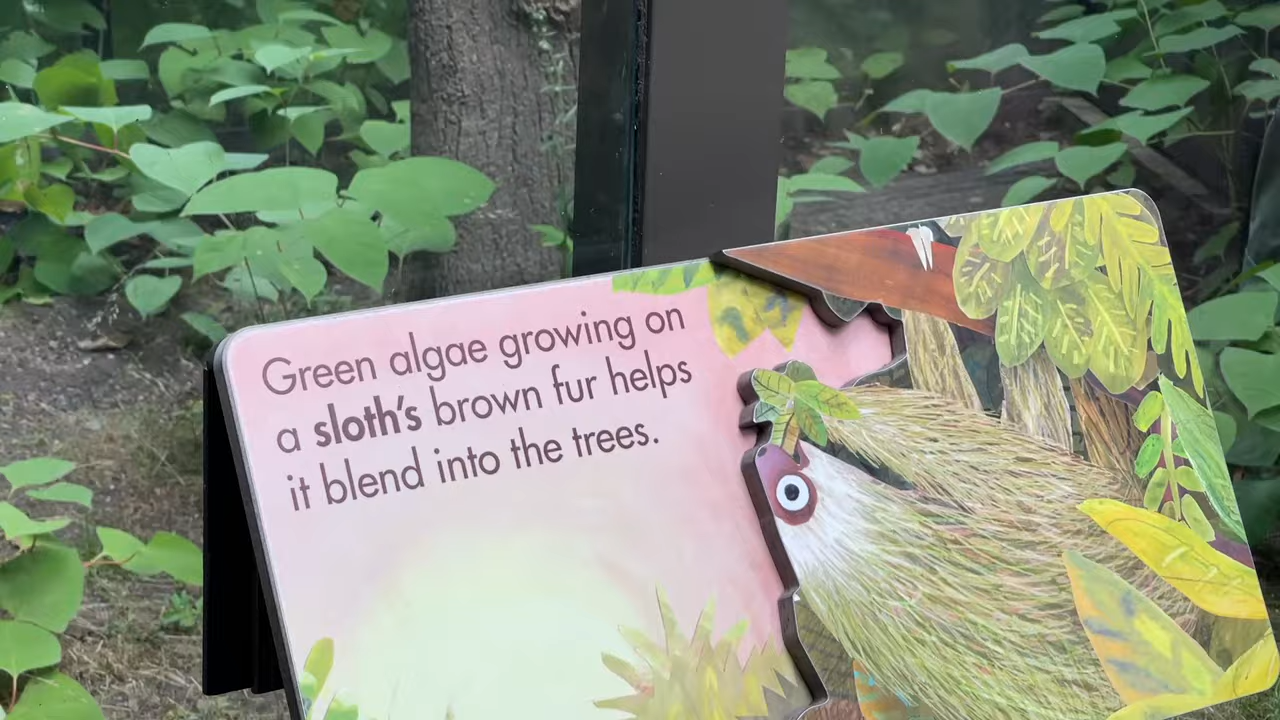 Green algae growing on
a sloth's brown fur helps
it blend into the trees.